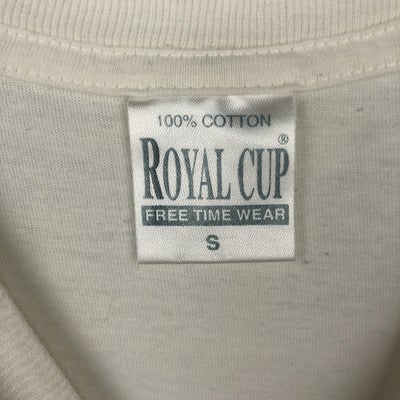 100% COTTON
ROYAL CUP®
FREE TIME WEAR
S